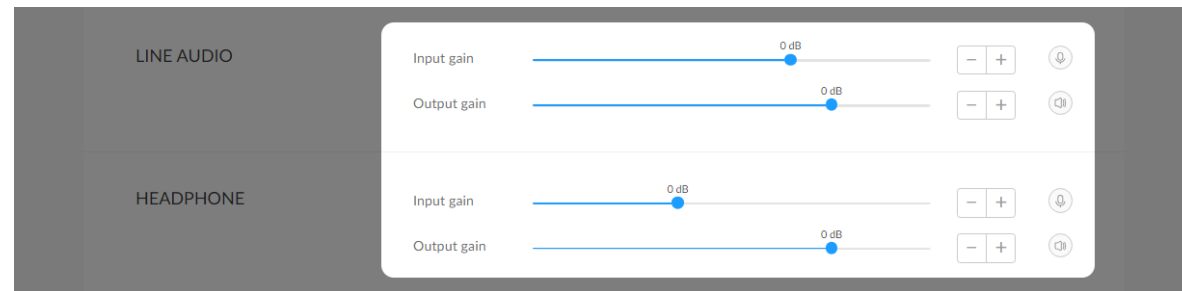 LINE AUDIO
Input gain 0 dB − +
Output gain 0 dB − +
HEADPHONE
Input gain 0 dB − +
Output gain 0 dB − +